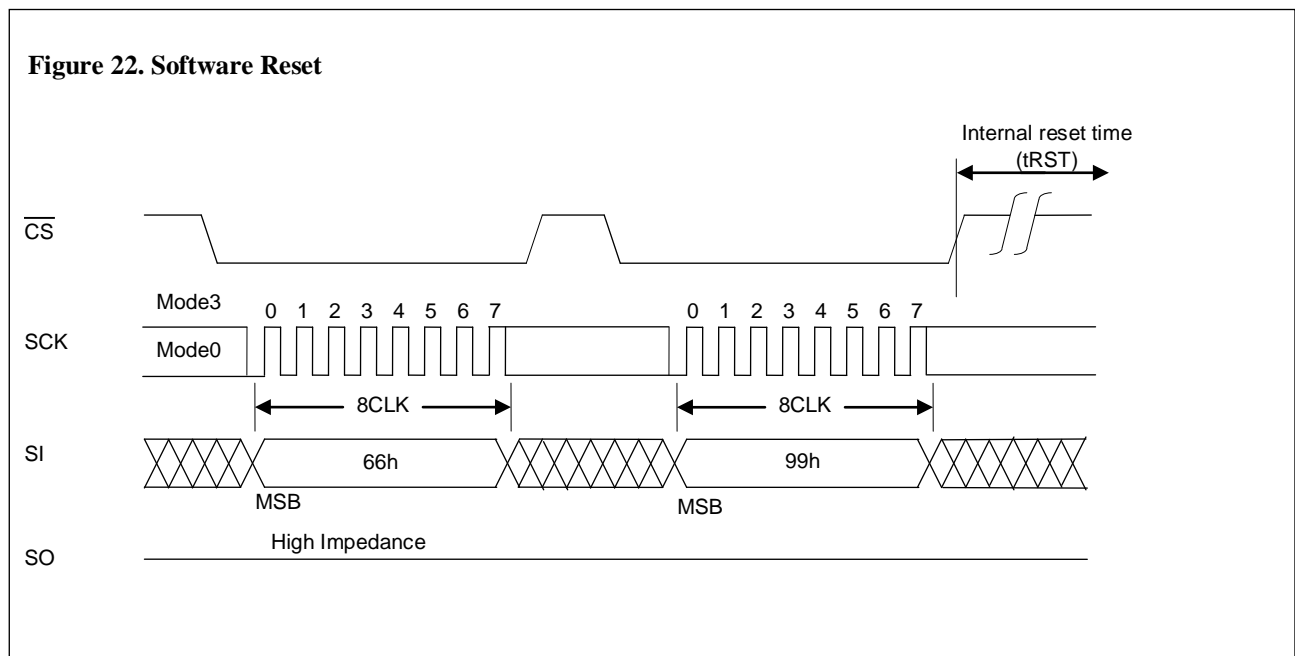 Figure 22. Software Reset
Internal reset time
(tRST)
CS
Mode3
0 1 2 3 4 5 6 7
0 1 2 3 4 5 6 7
SCK
Mode0
8CLK
8CLK
SI
66h
99h
MSB
MSB
High Impedance
SO